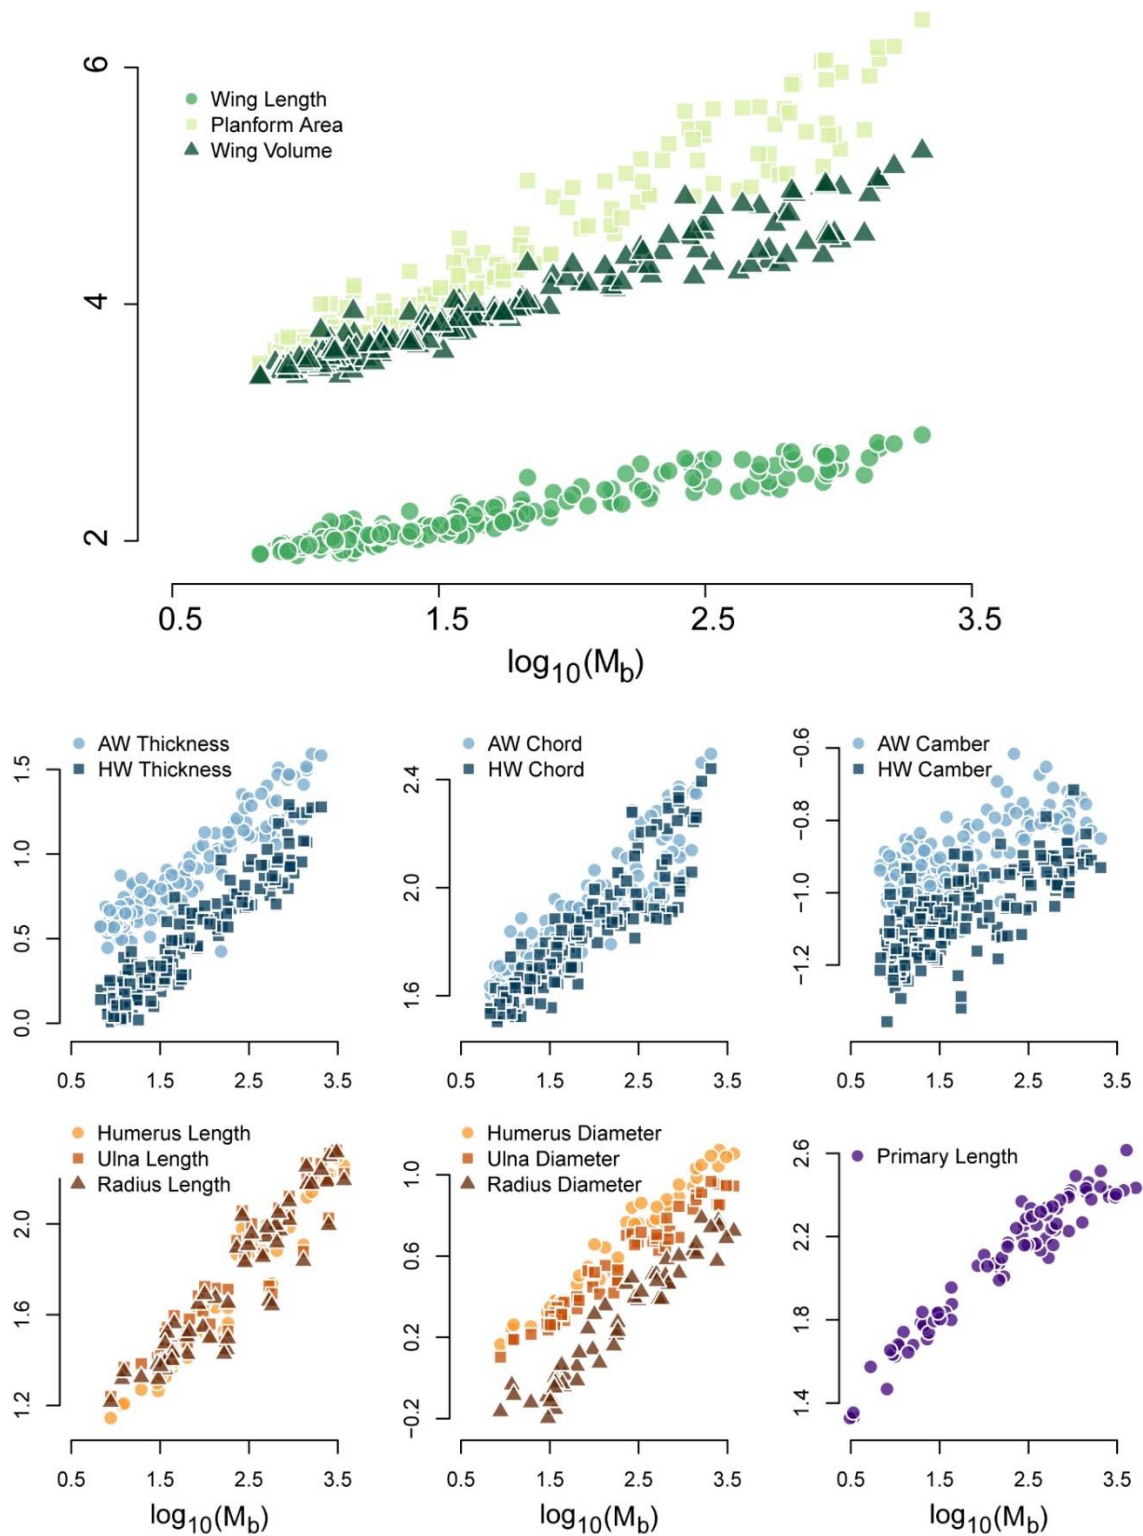 6
4
2
Wing Length
Planform Area
Wing Volume
0.5 1.5 2.5 3.5
log10(Mb)
AW Thickness
HW Thickness
1.5
1.0
0.5
0.0
0.5 1.5 2.5 3.5
AW Chord
HW Chord
2.4
2.0
1.6
0.5 1.5 2.5 3.5
AW Camber
HW Camber
−0.6
−0.8
−1.0
−1.2
0.5 1.5 2.5 3.5
Humerus Length
Ulna Length
Radius Length
2.0
1.6
1.2
0.5 1.5 2.5 3.5
log10(Mb)
Humerus Diameter
Ulna Diameter
Radius Diameter
1.0
0.6
0.2
−0.2
0.5 1.5 2.5 3.5
log10(Mb)
Primary Length
2.6
2.2
1.8
1.4
0.5 1.5 2.5 3.5
log10(Mb)